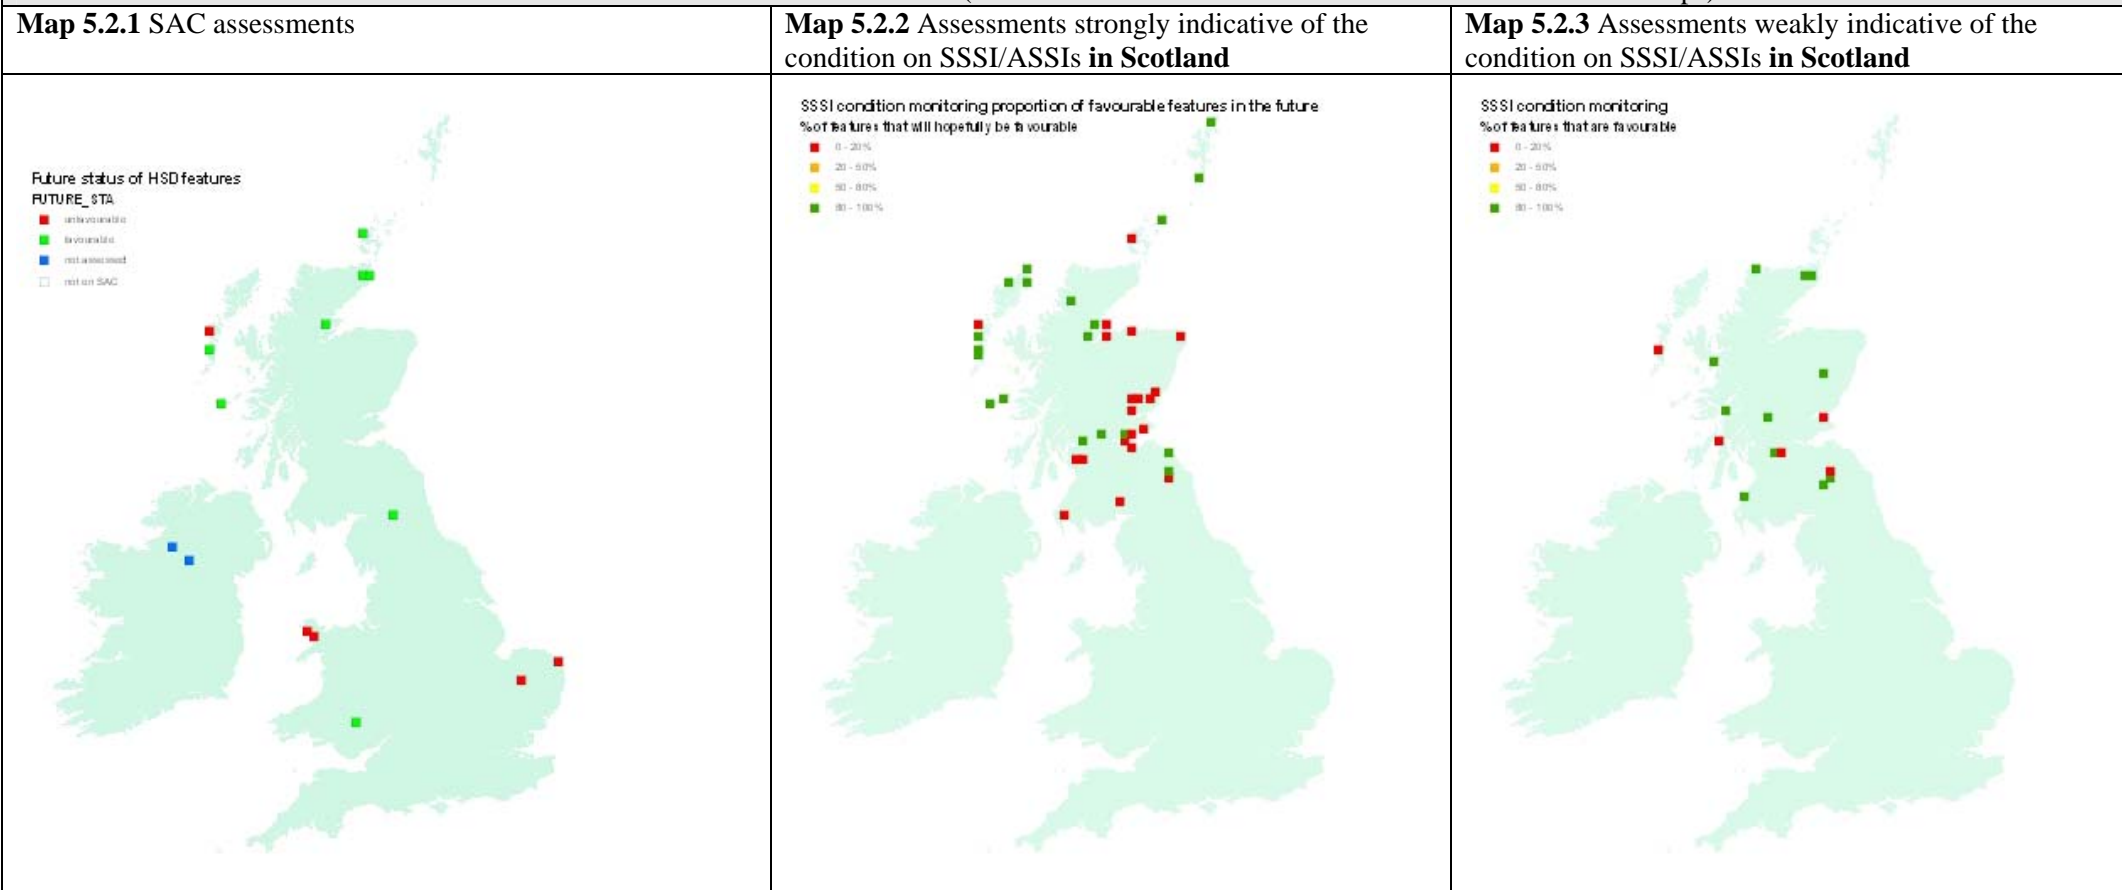 Map 5.2.1 SAC assessments
Map 5.2.2 Assessments strongly indicative of the
condition on SSSI/ASSIs in Scotland
Map 5.2.3 Assessments weakly indicative of the
condition on SSSI/ASSIs in Scotland
Future status of HSD features
FUTURE_STA
unfavourable
favourable
not assessed
not on SAC
SSSI condition monitoring proportion of favourable features in the future
% of features that will hopefully be favourable
0 - 20%
20 - 50%
50 - 80%
80 - 100%
SSSI condition monitoring
% of features that are favourable
0 - 20%
20 - 50%
50 - 80%
80 - 100%